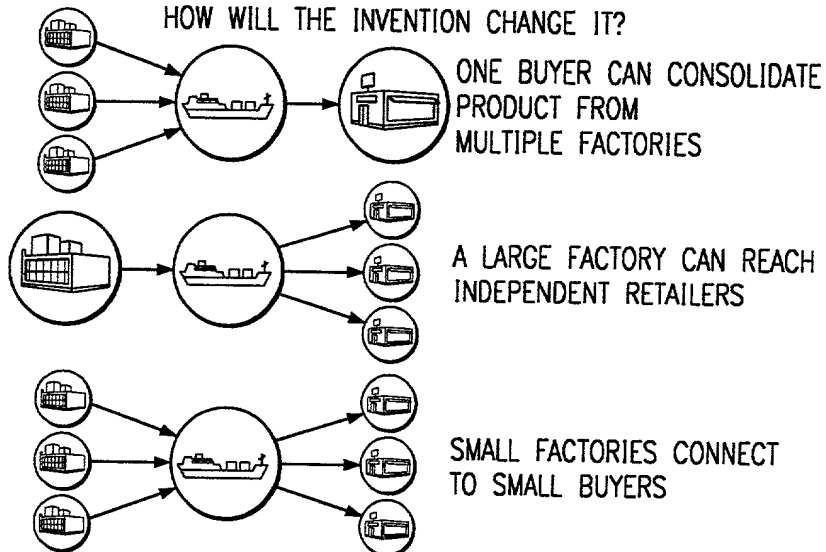 HOW WILL THE INVENTION CHANGE IT?
ONE BUYER CAN CONSOLIDATE
PRODUCT FROM
MULTIPLE FACTORIES
A LARGE FACTORY CAN REACH
INDEPENDENT RETAILERS
SMALL FACTORIES CONNECT
TO SMALL BUYERS